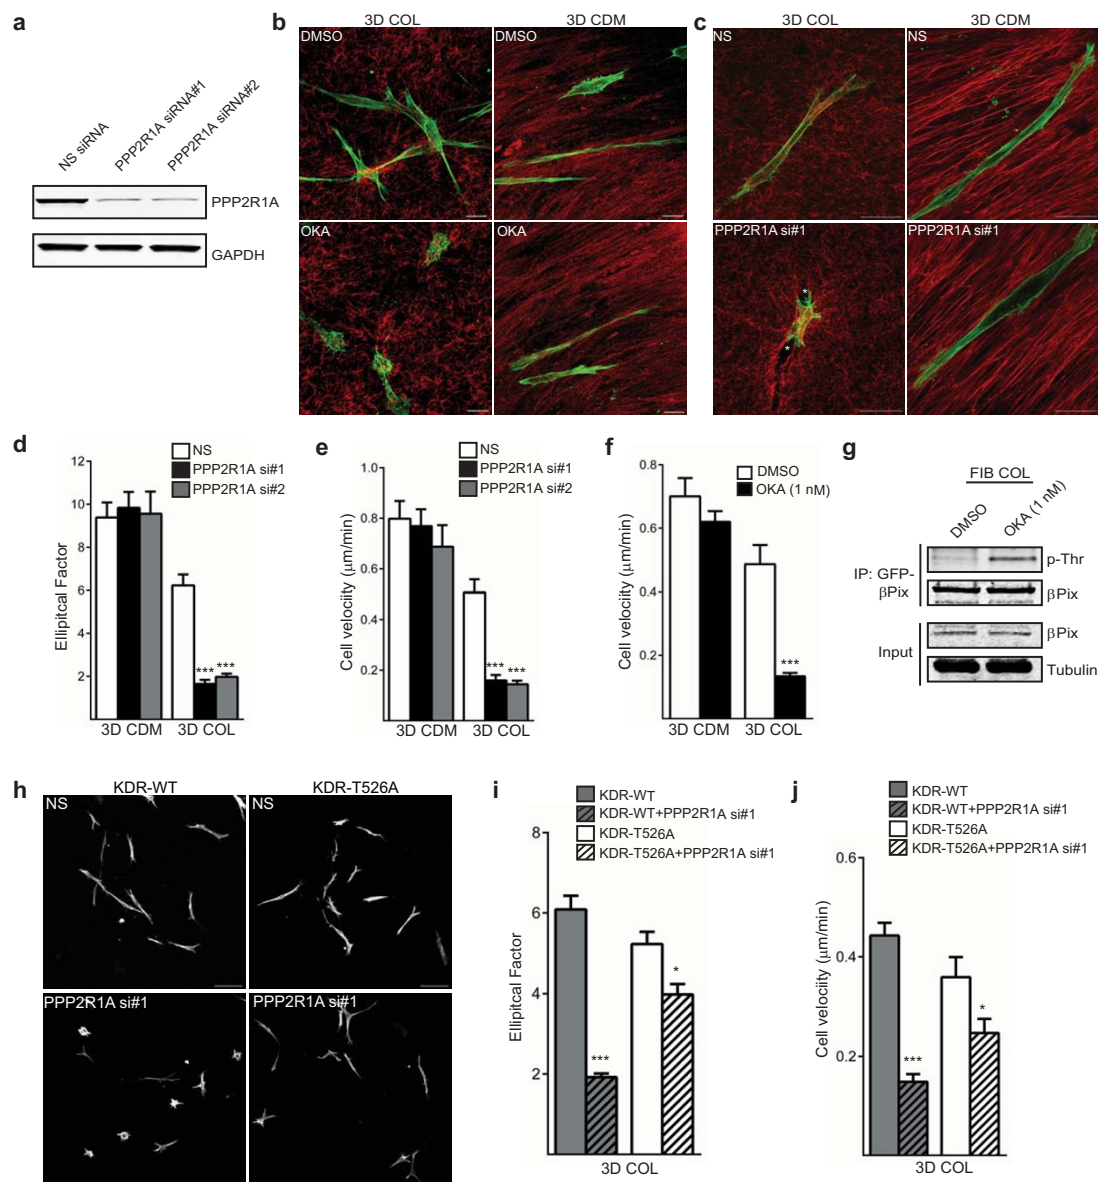 a
NS siRNA
PPP2R1A siRNA#1
PPP2R1A siRNA#2
PPP2R1A
GAPDH
b
3D COL
3D CDM
DMSO
DMSO
OKA
OKA
c
3D COL
3D CDM
NS
NS
PPP2R1A si#1
PPP2R1A si#1
*
*
d
NS
PPP2R1A si#1
PPP2R1A si#2
Ellipitcal Factor
12
10
8
6
4
2
*** ***
3D CDM
3D COL
e
NS
PPP2R1A si#1
PPP2R1A si#2
Cell velociity (µm/min)
1.0
0.8
0.6
0.4
0.2
*** ***
3D CDM
3D COL
f
DMSO
OKA (1 nM)
Cell velociity (µm/min)
0.8
0.6
0.4
0.2
***
3D CDM
3D COL
g
FIB COL
DMSO
OKA (1 nM)
IP: GFP-
βPix
p-Thr
βPix
Input
βPix
Tubulin
h
KDR-WT
KDR-T526A
NS
NS
PPP2R1A si#1
PPP2R1A si#1
i
KDR-WT
KDR-WT+PPP2R1A si#1
KDR-T526A
KDR-T526A+PPP2R1A si#1
Ellipitcal Factor
8
6
4
2
***
*
3D COL
j
KDR-WT
KDR-WT+PPP2R1A si#1
KDR-T526A
KDR-T526A+PPP2R1A si#1
Cell velociity (µm/min)
0.6
0.4
0.2
***
*
3D COL